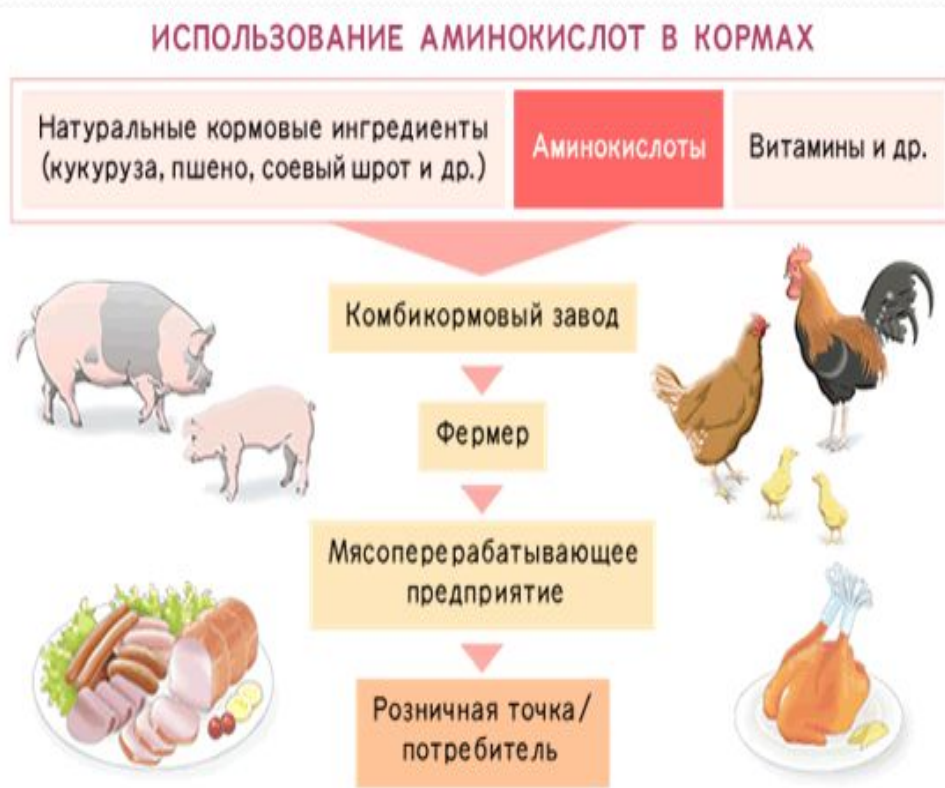 ИСПОЛЬЗОВАНИЕ АМИНОКИСЛОТ В КОРМАХ
Натуральные кормовые ингредиенты
(кукуруза, пшено, соевый шрот и др.)
Аминокислоты
Витамины и др.
Комбикормовый завод
Фермер
Мясоперерабатывающее
предприятие
Розничная точка/
потребитель